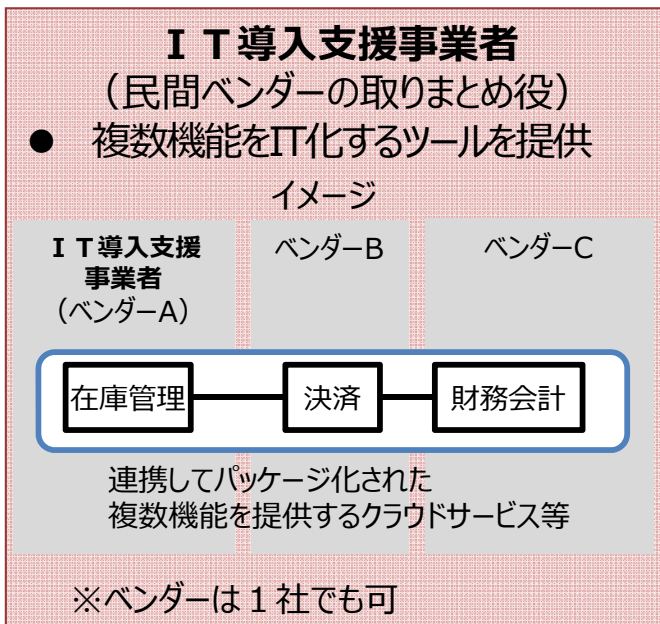 ＩＴ導入支援事業者
（民間ベンダーの取りまとめ役）
● 複数機能をIT化するツールを提供
イメージ
ＩＴ導入支援
事業者
（ベンダーA）
ベンダーB
ベンダーC
在庫管理
決済
財務会計
連携してパッケージ化された
複数機能を提供するクラウドサービス等
※ベンダーは１社でも可